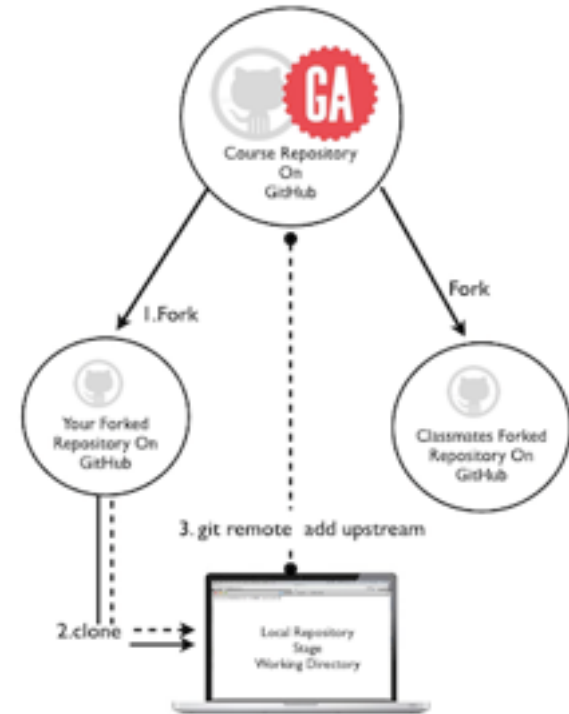 GA
Course Repository
On
GitHub
1.Fork
Fork
Your Forked
Repository On
GitHub
Classmates Forked
Repository On
GitHub
3. git remote add upstream
2.clone
Local Repository
Stage
Working Directory